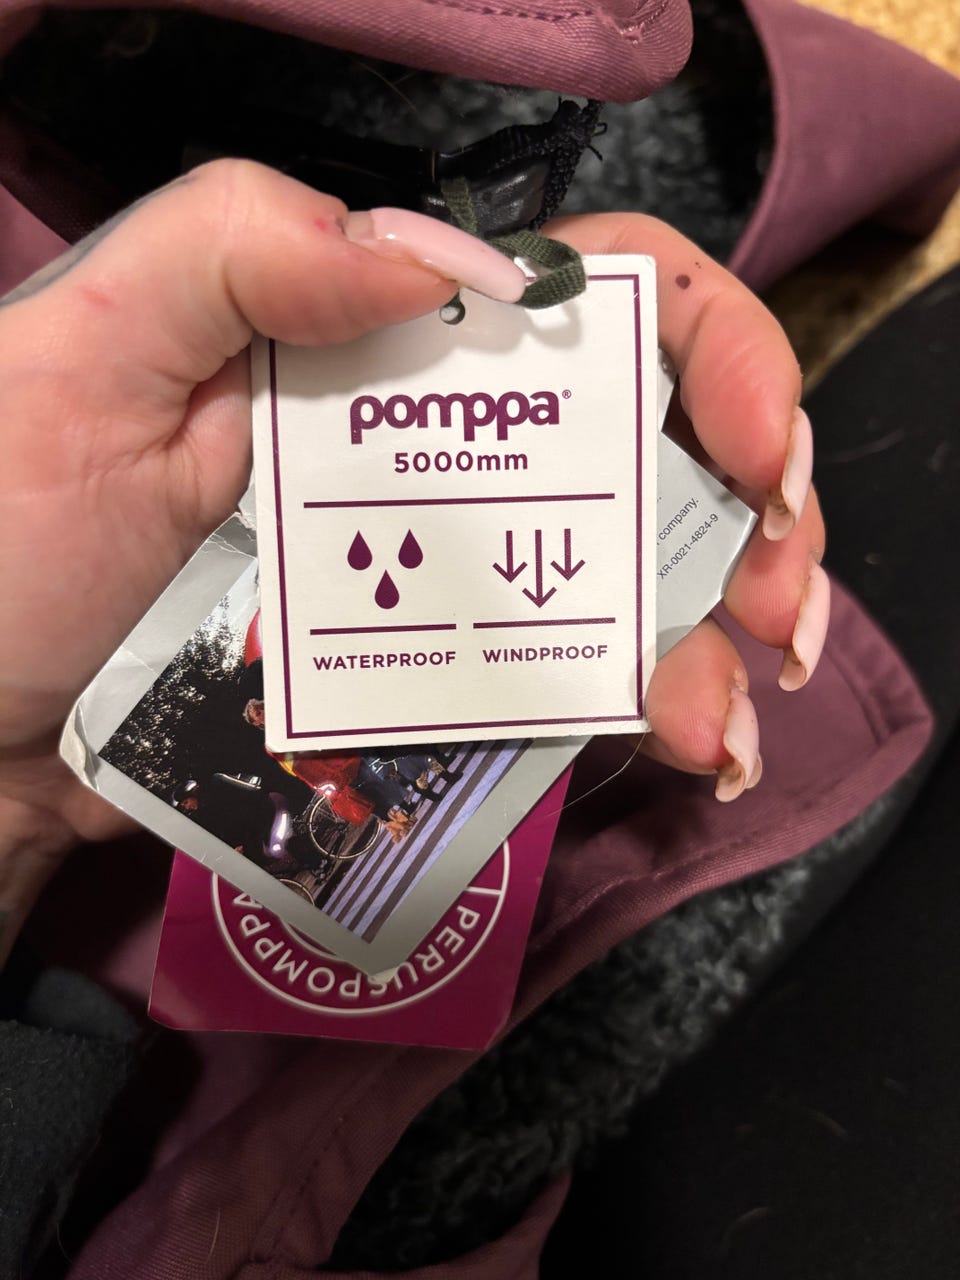 pomppa®
5000mm
WATERPROOF
WINDPROOF
company.
XR-0021-4824-9
PERUSPOMPPA